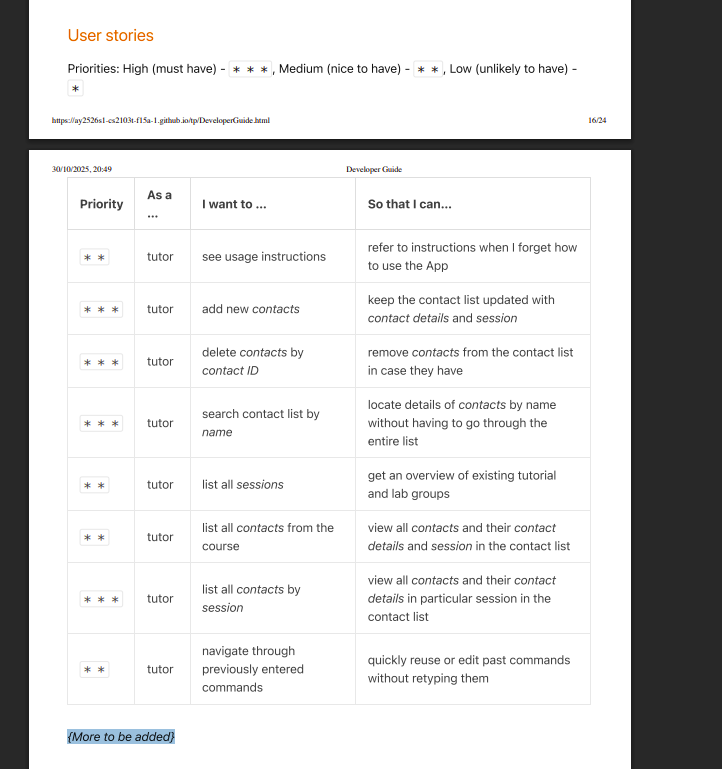 User stories
Priorities: High (must have) - * * *, Medium (nice to have) - * *, Low (unlikely to have) -
*
https://ay2526s1-cs2103t-f15a-1.github.io/tp/DeveloperGuide.html 16/24
30/10/2025, 20:49 Developer Guide
Priority As a ... I want to ... So that I can...
* * tutor see usage instructions refer to instructions when I forget how to use the App
* * * tutor add new contacts keep the contact list updated with contact details and session
* * * tutor delete contacts by contact ID remove contacts from the contact list in case they have
* * * tutor search contact list by name locate details of contacts by name without having to go through the entire list
* * tutor list all sessions get an overview of existing tutorial and lab groups
* * tutor list all contacts from the course view all contacts and their contact details and session in the contact list
* * * tutor list all contacts by session view all contacts and their contact details in particular session in the contact list
* * tutor navigate through previously entered commands quickly reuse or edit past commands without retyping them
{More to be added}